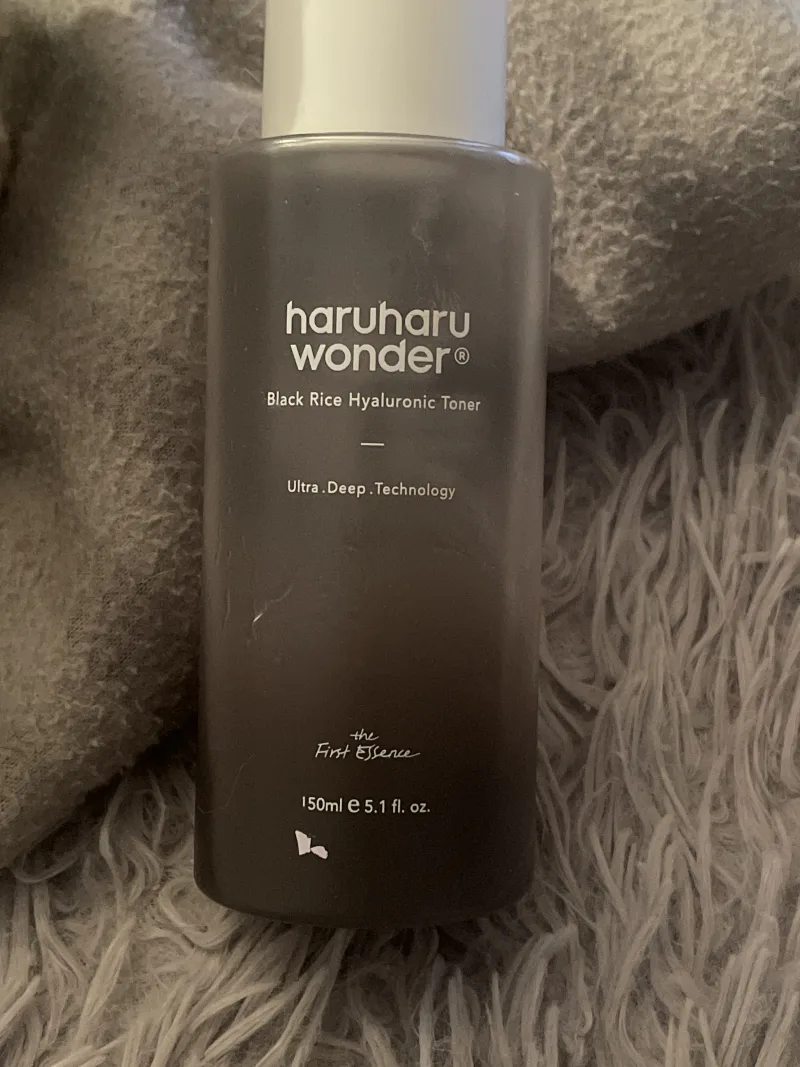 haruharu
wonder®
Black Rice Hyaluronic Toner
Ultra.Deep.Technology
the
First Essence
150ml e 5.1 fl. oz.